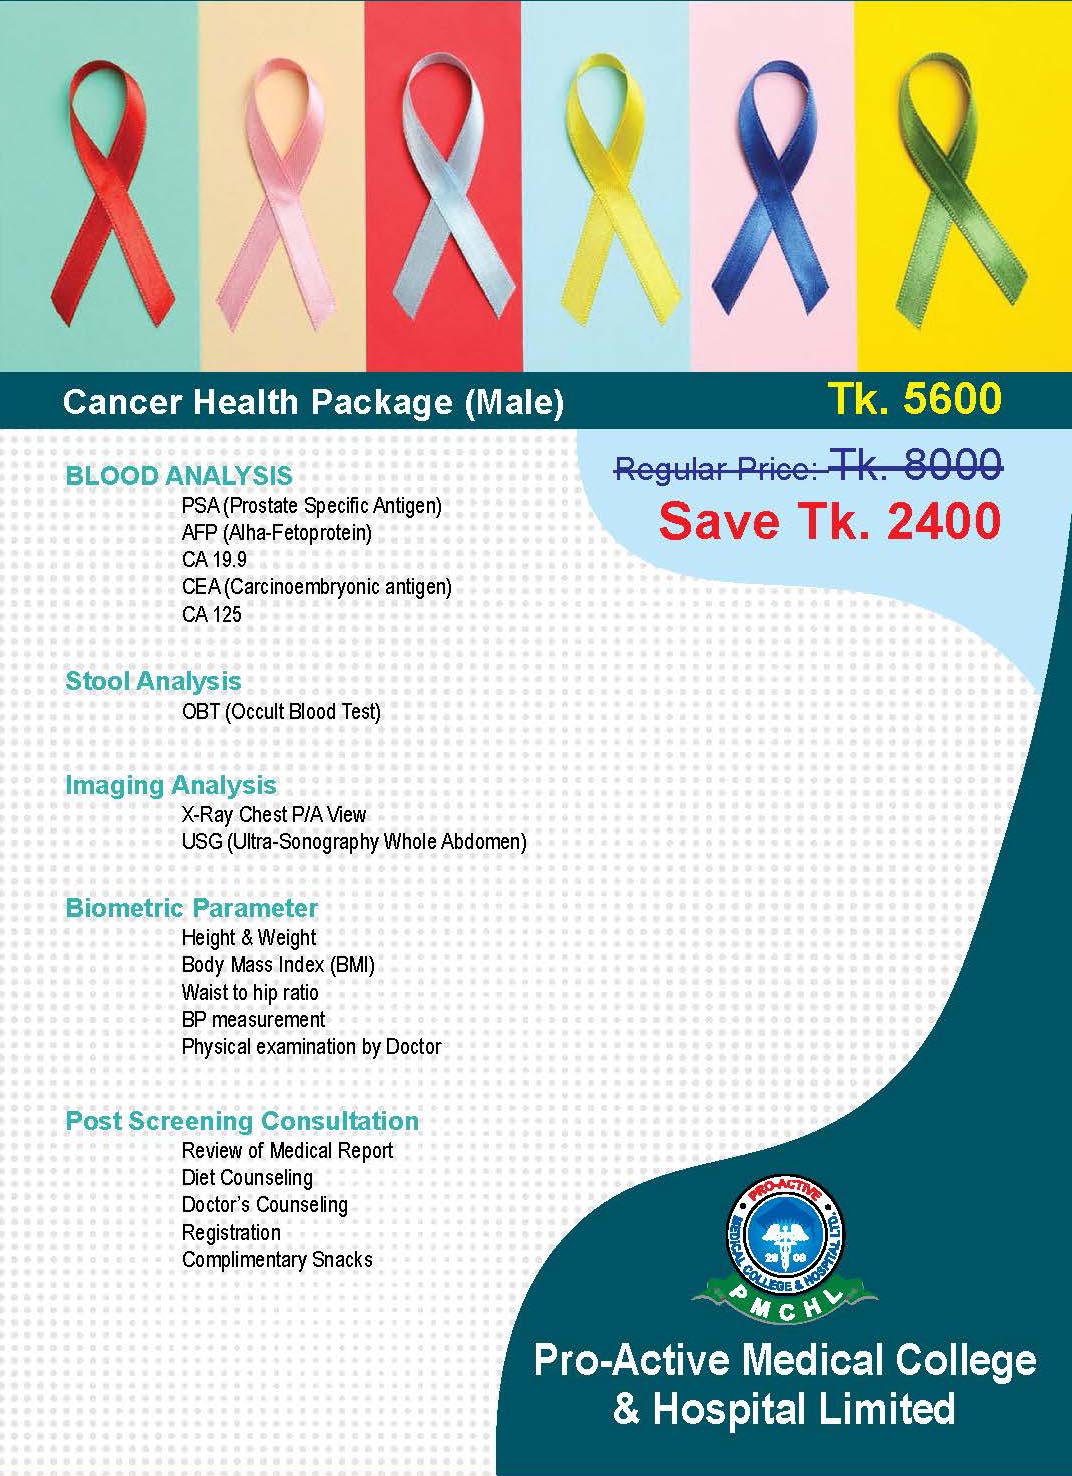 Cancer Health Package (Male)
Tk. 5600
Regular Price: Tk. 8000
Save Tk. 2400
BLOOD ANALYSIS
PSA (Prostate Specific Antigen)
AFP (Alha-Fetoprotein)
CA 19.9
CEA (Carcinoembryonic antigen)
CA 125
Stool Analysis
OBT (Occult Blood Test)
Imaging Analysis
X-Ray Chest P/A View
USG (Ultra-Sonography Whole Abdomen)
Biometric Parameter
Height & Weight
Body Mass Index (BMI)
Waist to hip ratio
BP measurement
Physical examination by Doctor
Post Screening Consultation
Review of Medical Report
Diet Counseling
Doctor’s Counseling
Registration
Complimentary Snacks
PRO-ACTIVE
MEDICAL COLLEGE & HOSPITAL LTD.
20 09
PMCHL
Pro-Active Medical College
& Hospital Limited